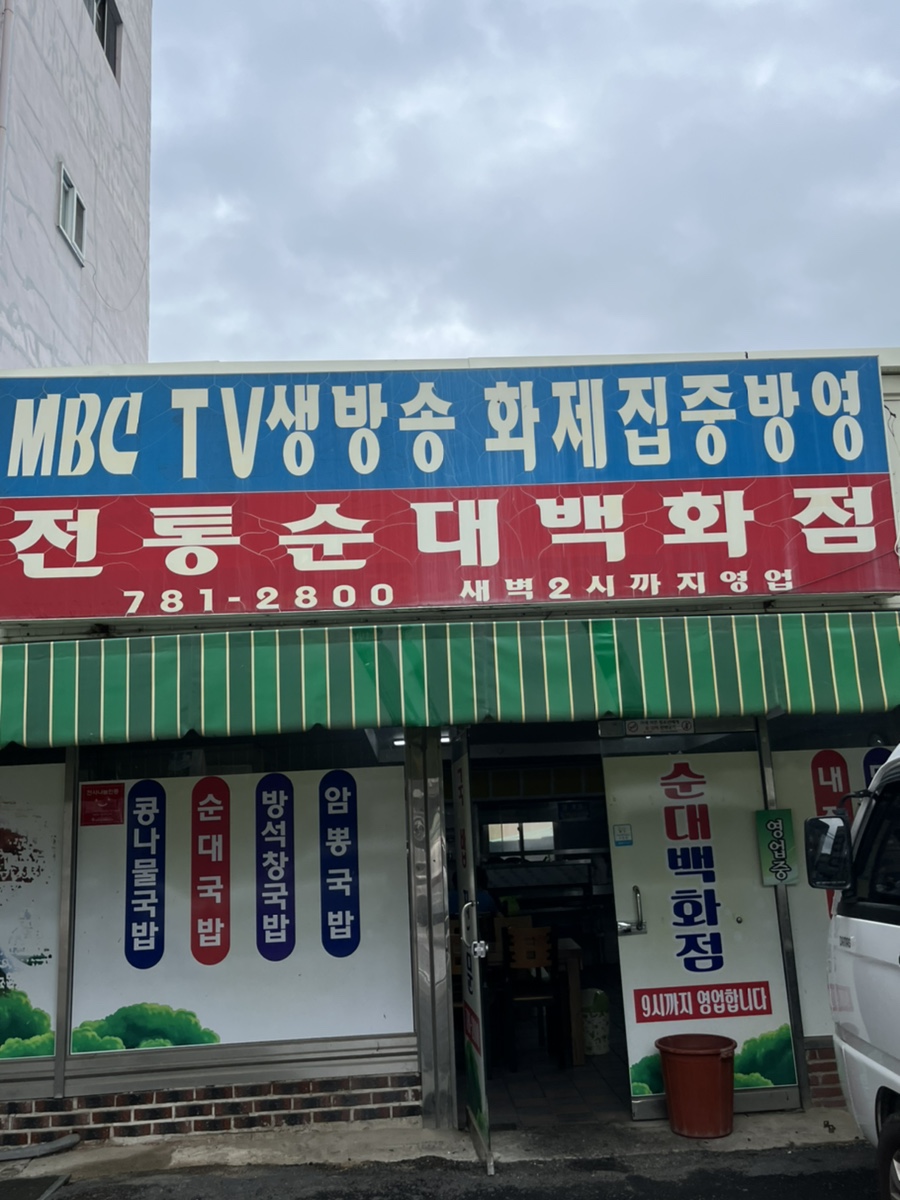 MBC TV생방송 화제집중방영
전통순대백화점
781-2800 새벽2시까지영업
콩나물국밥
순대국밥
방석창국밥
암뽕국밥
순대백화점
9시까지 영업합니다
영업중
내